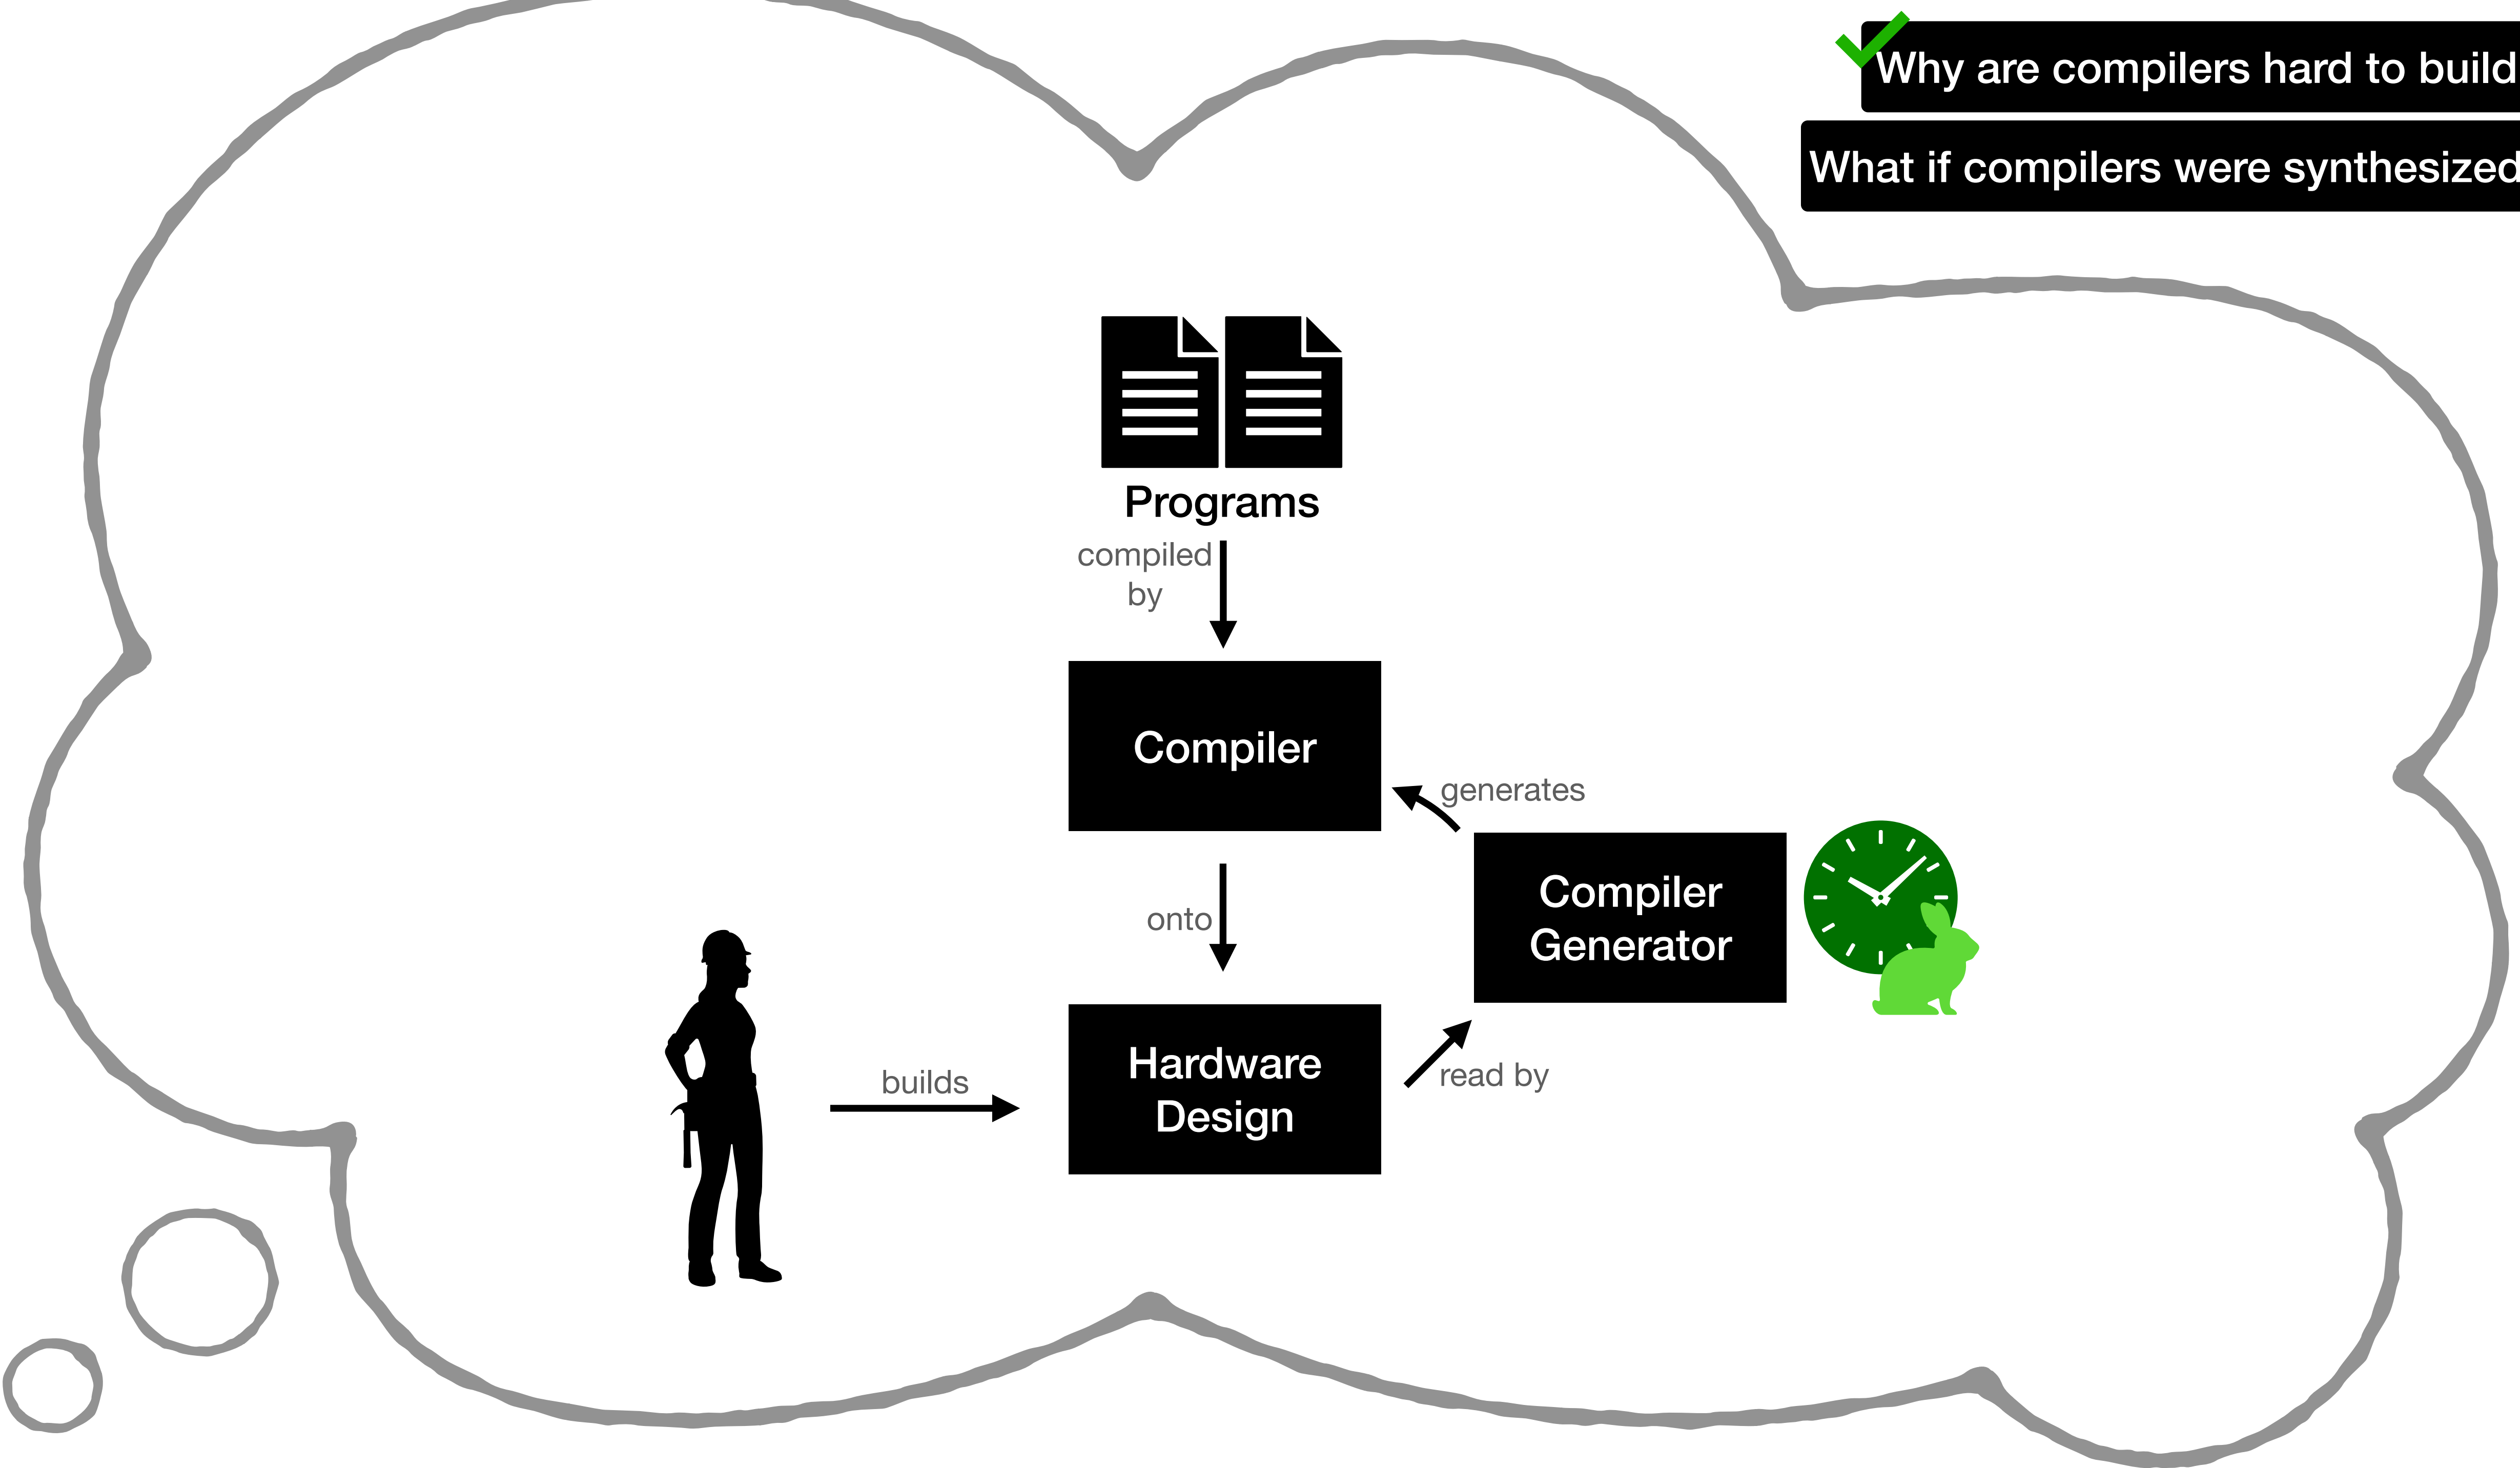 Why are compilers hard to build
What if compilers were synthesized
Programs
compiled
by
Compiler
generates
Compiler
Generator
onto
Hardware
Design
builds
read by